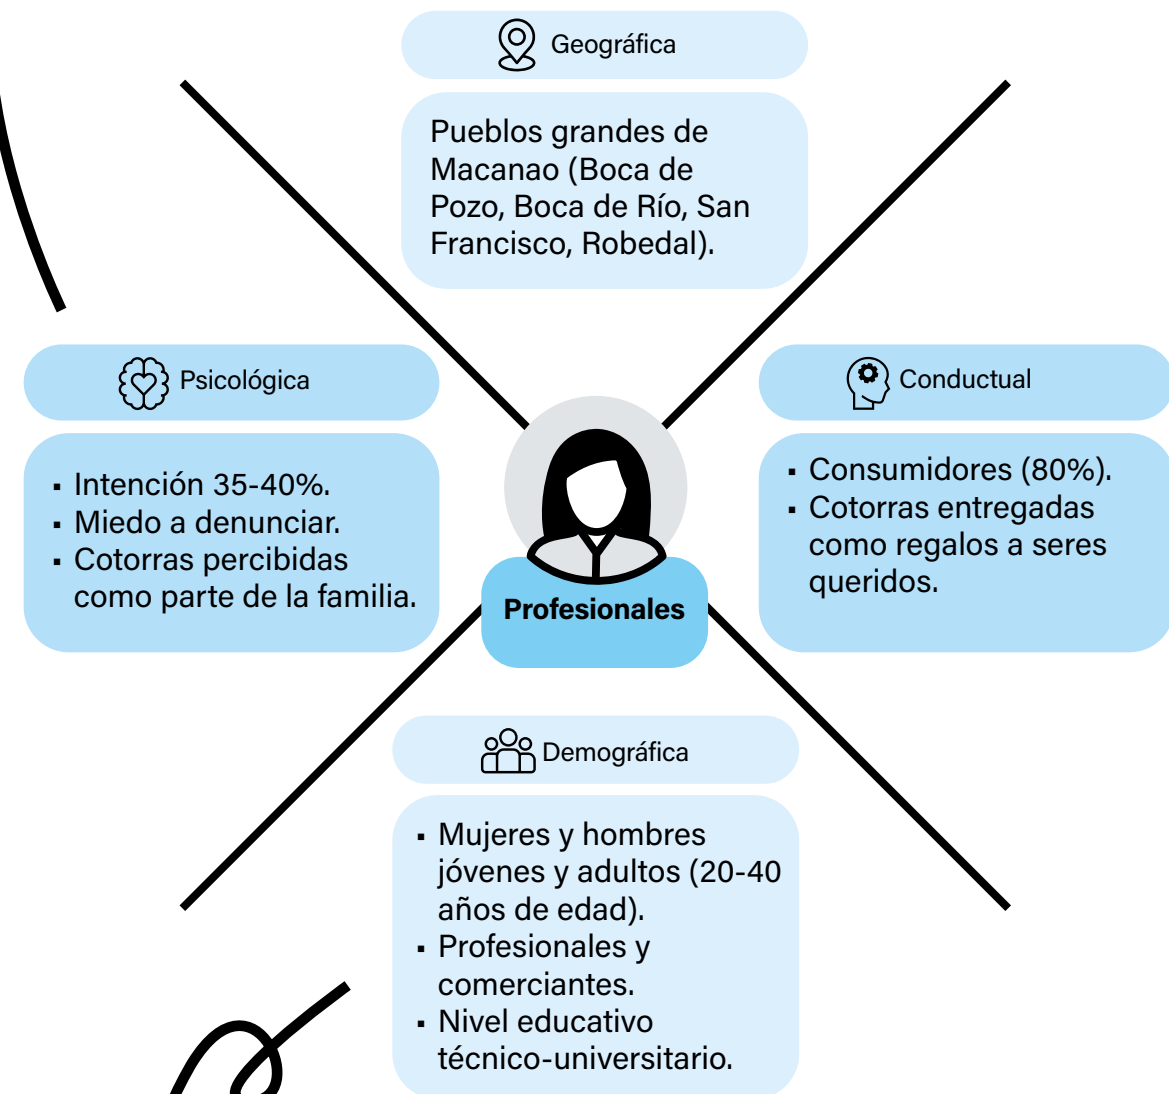 Geográfica
Pueblos grandes de
Macanao (Boca de
Pozo, Boca de Río, San
Francisco, Robedal).
Psicológica
▪ Intención 35-40%.
▪ Miedo a denunciar.
▪ Cotorras percibidas
como parte de la familia.
Conductual
▪ Consumidores (80%).
▪ Cotorras entregadas
como regalos a seres
queridos.
Profesionales
Demográfica
▪ Mujeres y hombres
jóvenes y adultos (20-40
años de edad).
▪ Profesionales y
comerciantes.
▪ Nivel educativo
técnico-universitario.